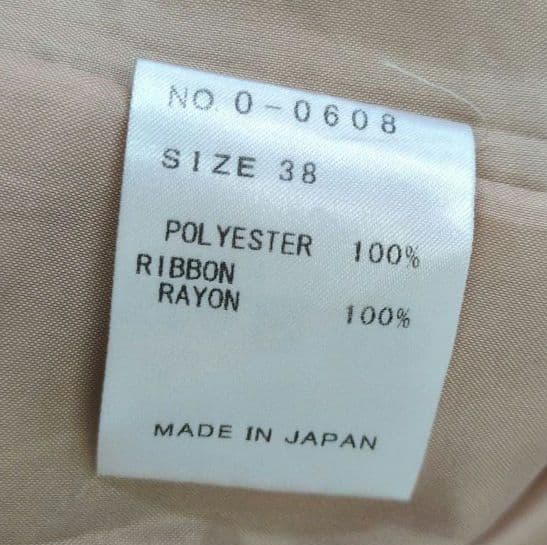 NO. 0-0608
SIZE 38
POLYESTER 100%
RIBBON
RAYON 100%
MADE IN JAPAN